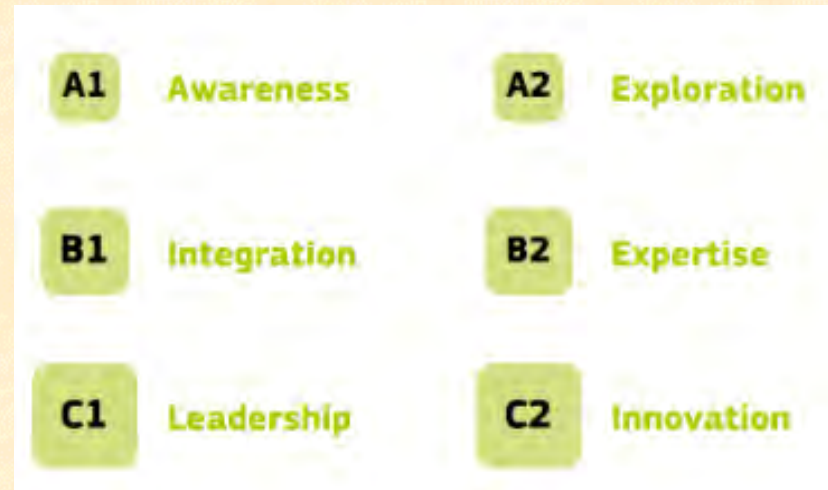 A1 Awareness A2 Exploration
B1 Integration B2 Expertise
C1 Leadership C2 Innovation